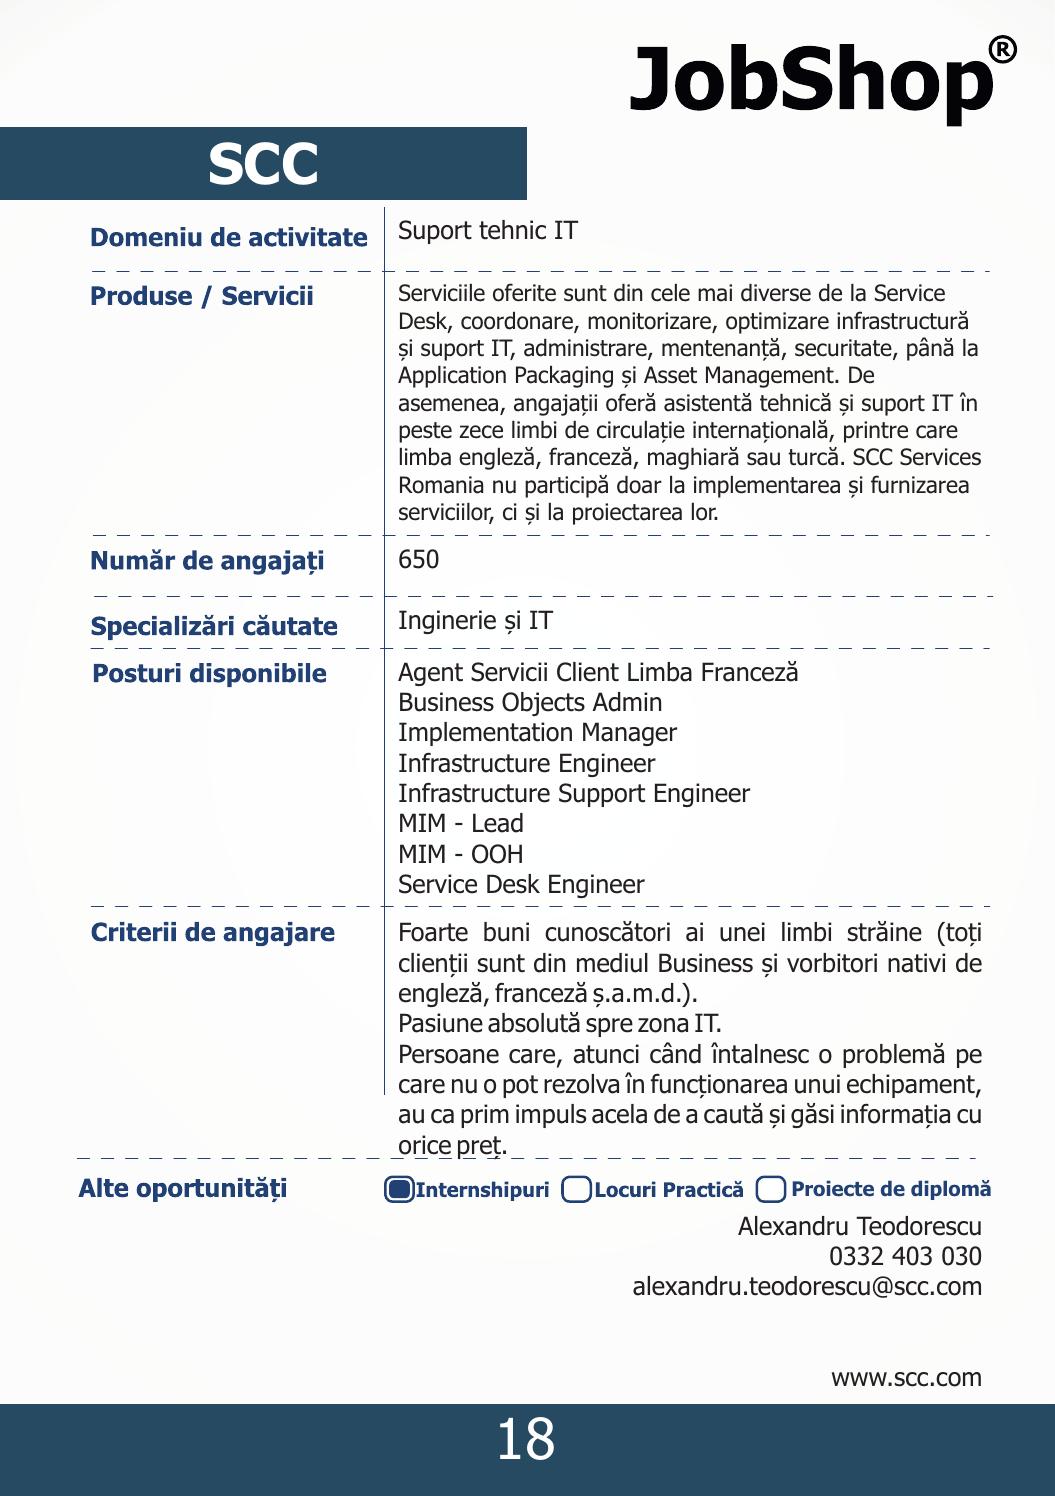 JobShop®
SCC
Domeniu de activitate
Suport tehnic IT
Produse / Servicii
Serviciile oferite sunt din cele mai diverse de la Service
Desk, coordonare, monitorizare, optimizare infrastructură
și suport IT, administrare, mentenanță, securitate, până la
Application Packaging și Asset Management. De
asemenea, angajații oferă asistentă tehnică și suport IT în
peste zece limbi de circulație internațională, printre care
limba engleză, franceză, maghiară sau turcă. SCC Services
Romania nu participă doar la implementarea și furnizarea
serviciilor, ci și la proiectarea lor.
Număr de angajați
650
Specializări căutate
Inginerie și IT
Posturi disponibile
Agent Servicii Client Limba Franceză
Business Objects Admin
Implementation Manager
Infrastructure Engineer
Infrastructure Support Engineer
MIM - Lead
MIM - OOH
Service Desk Engineer
Criterii de angajare
Foarte buni cunoscători ai unei limbi străine (toți
clienții sunt din mediul Business și vorbitori nativi de
engleză, franceză ș.a.m.d.).
Pasiune absolută spre zona IT.
Persoane care, atunci când întalnesc o problemă pe
care nu o pot rezolva în funcționarea unui echipament,
au ca prim impuls acela de a caută și găsi informația cu
orice preț.
Alte oportunități
Internshipuri Locuri Practică Proiecte de diplomă
Alexandru Teodorescu
0332 403 030
alexandru.teodorescu@scc.com
www.scc.com
18